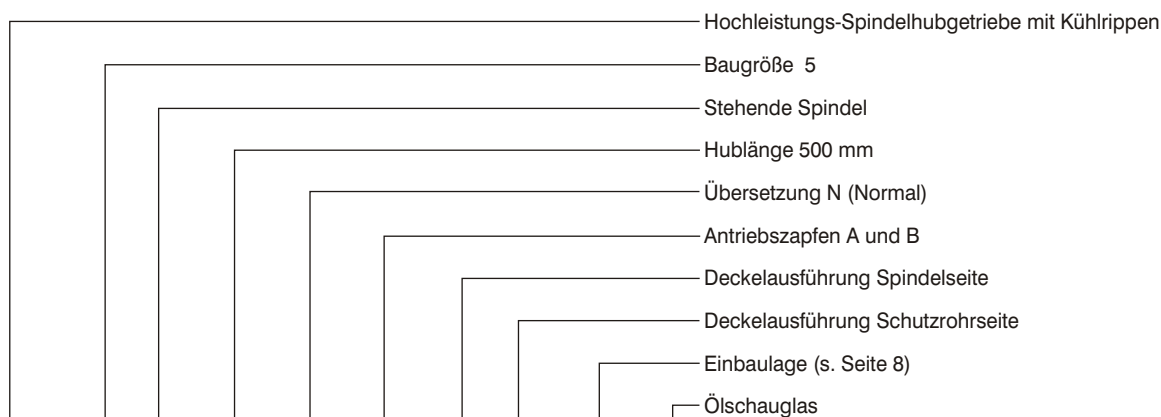 Hochleistungs-Spindelhubgetriebe mit Kühlrippen
Baugröße 5
Stehende Spindel
Hublänge 500 mm
Übersetzung N (Normal)
Antriebszapfen A und B
Deckelausführung Spindelseite
Deckelausführung Schutzrohrseite
Einbaulage (s. Seite 8)
Ölschauglas